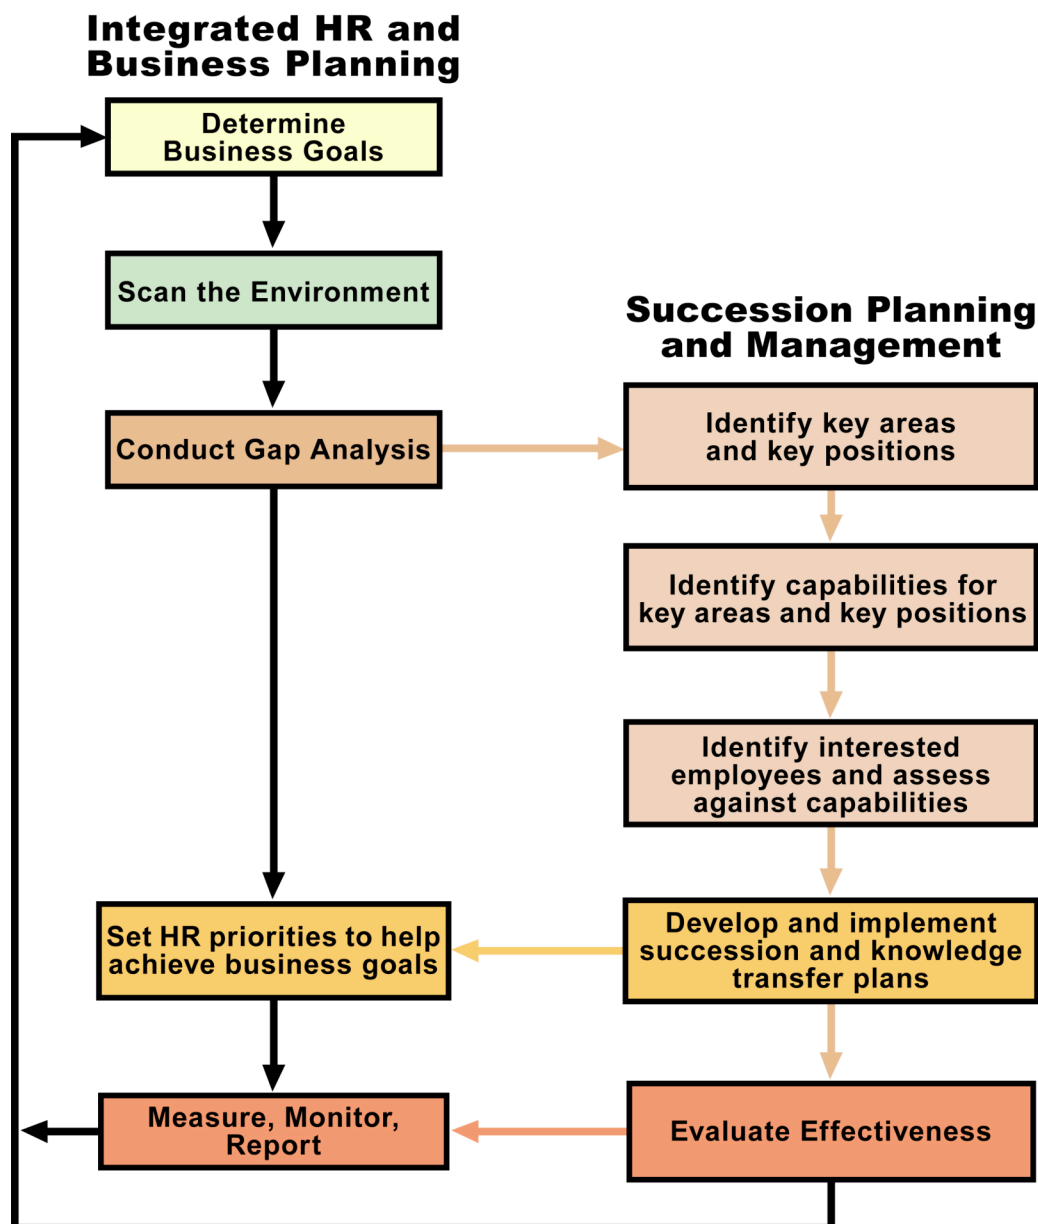 Integrated HR and
Business Planning
Determine
Business Goals
Scan the Environment
Conduct Gap Analysis
Set HR priorities to help
achieve business goals
Measure, Monitor,
Report
Succession Planning
and Management
Identify key areas
and key positions
Identify capabilities for
key areas and key positions
Identify interested
employees and assess
against capabilities
Develop and implement
succession and knowledge
transfer plans
Evaluate Effectiveness